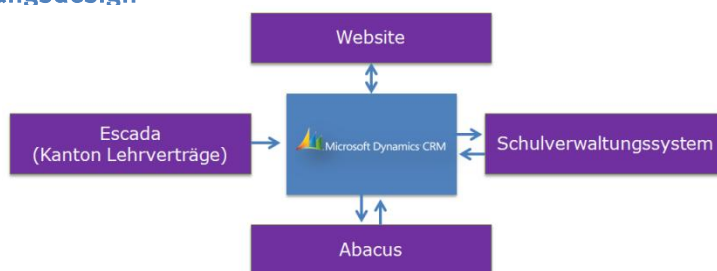 Website
Escada
(Kanton Lehrverträge)
Microsoft Dynamics CRM
Schulverwaltungssystem
Abacus